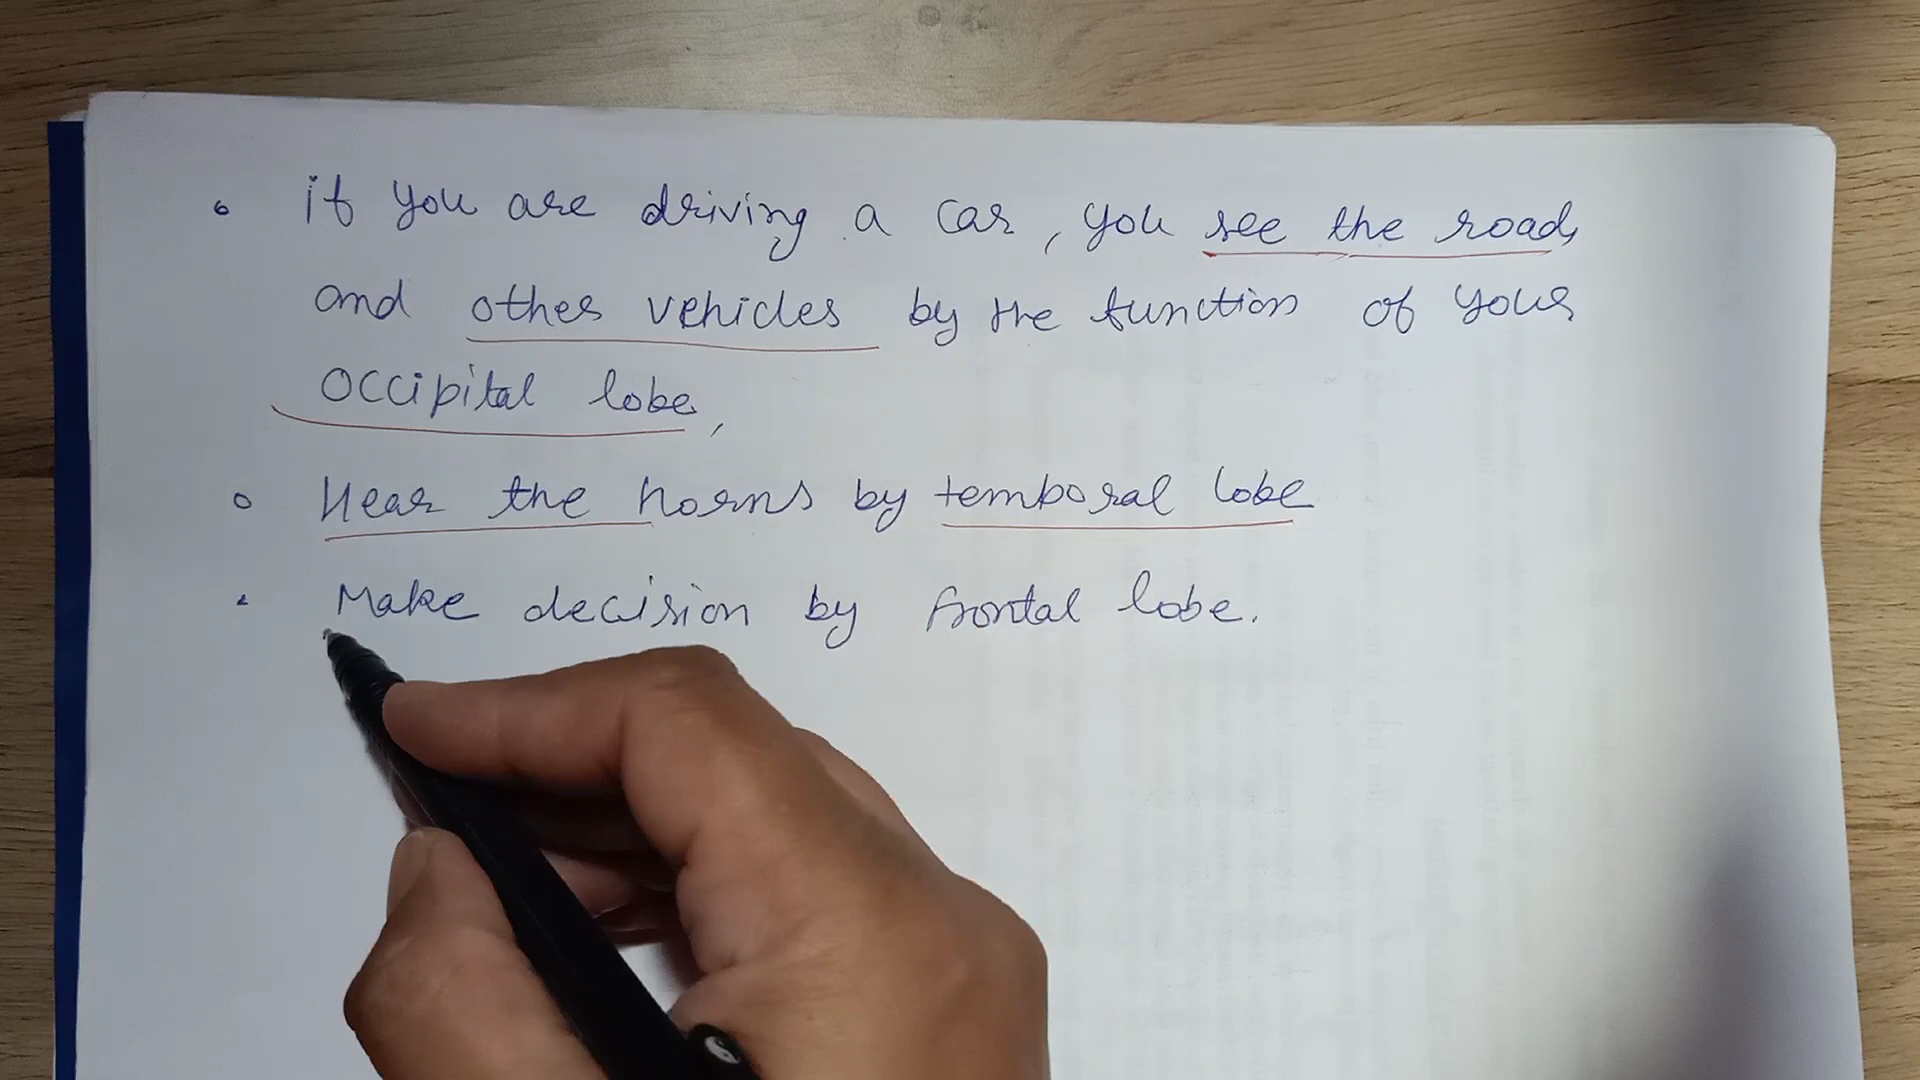 if you are driving a car, you see the road,
and other vehicles by the function of your
occipital lobe,
Hear the horns by temporal lobe
Make decision by frontal lobe.